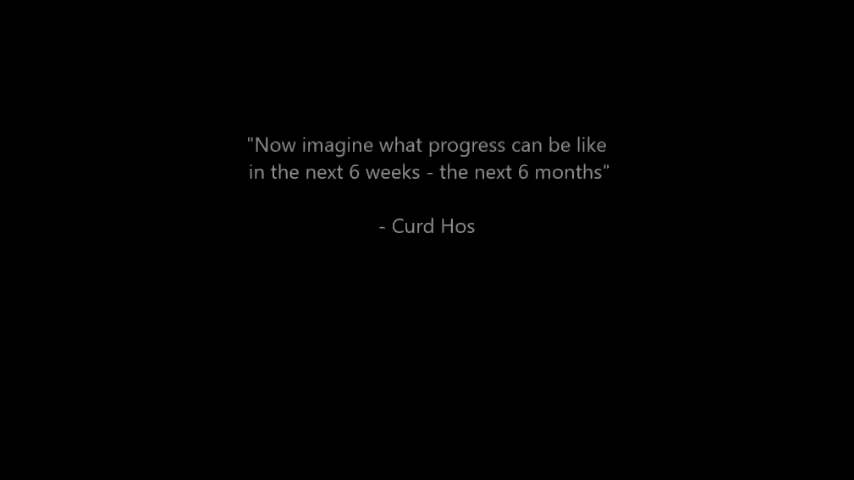 "Now imagine what progress can be like
in the next 6 weeks - the next 6 months"
- Curd Hos